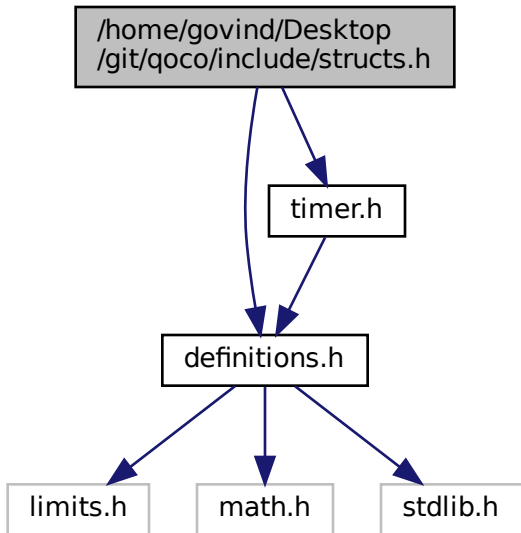 /home/govind/Desktop
/git/qoco/include/structs.h
timer.h
definitions.h
limits.h
math.h
stdlib.h